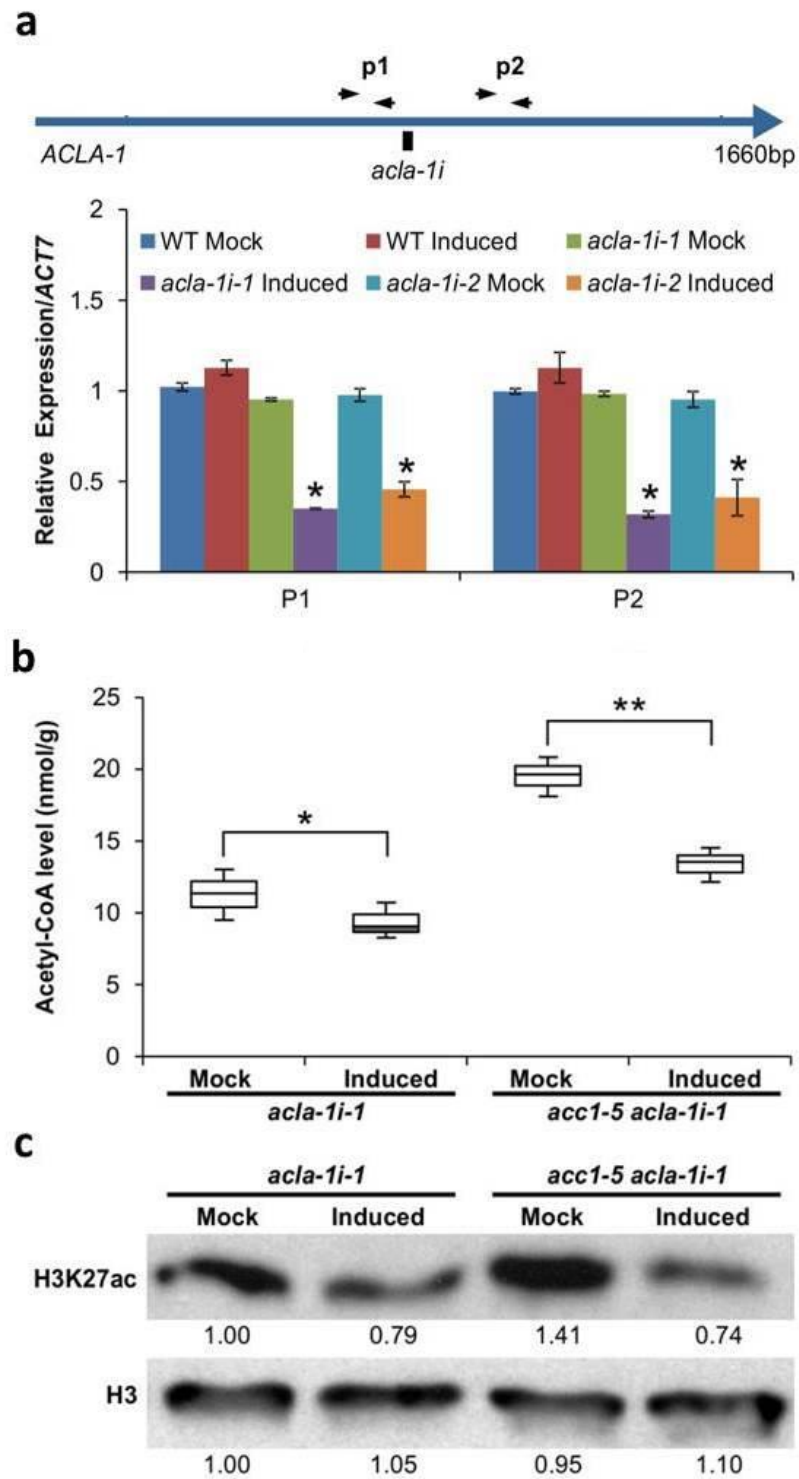 a
p1 p2
ACLA-1 acla-1i 1660bp
Relative Expression/ACT7
2
1.5
1
0.5
0
WT Mock WT Induced acla-1i-1 Mock
acla-1i-1 Induced acla-1i-2 Mock acla-1i-2 Induced
* * * *
P1 P2
b
Acetyl-CoA level (nmol/g)
25
20
15
10
5
0
* **
Mock Induced Mock Induced
acla-1i-1 acc1-5 acla-1i-1
c
acla-1i-1 acc1-5 acla-1i-1
Mock Induced Mock Induced
H3K27ac
1.00 0.79 1.41 0.74
H3
1.00 1.05 0.95 1.10